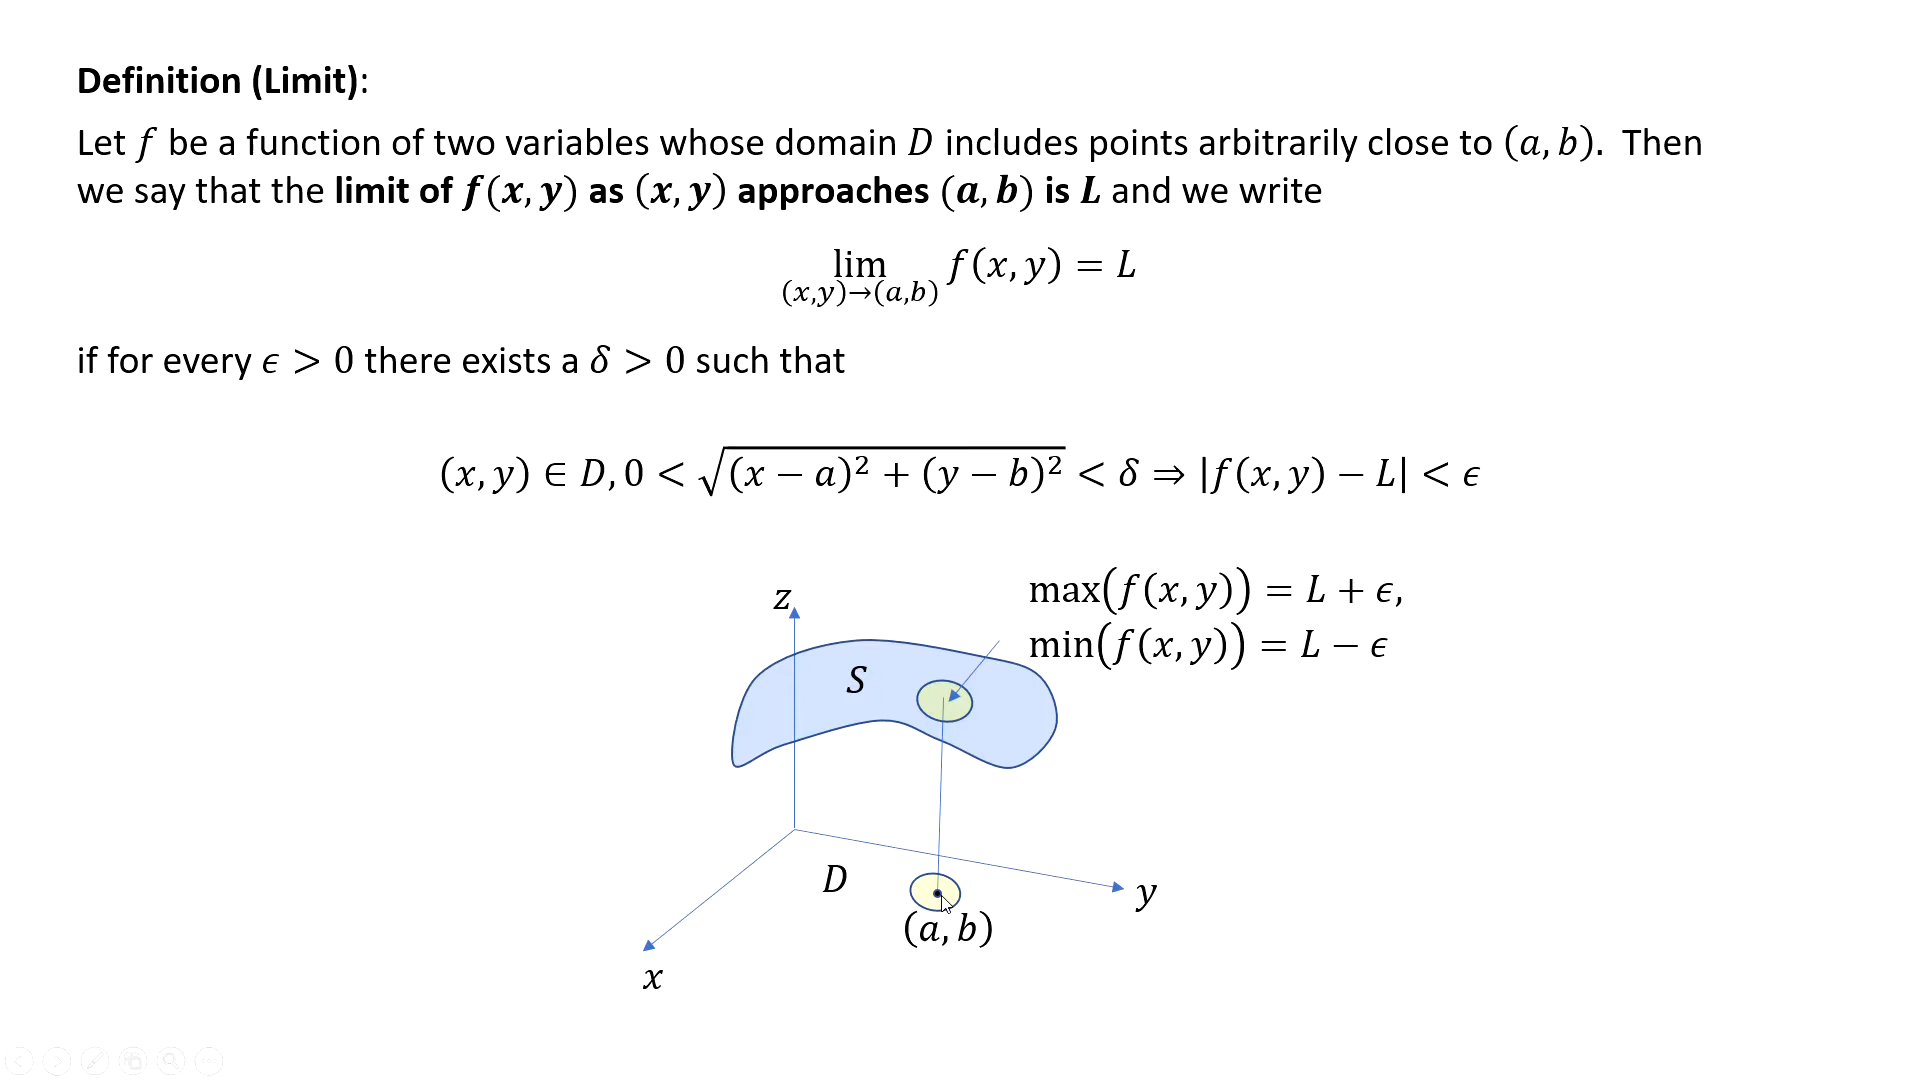 Definition (Limit):
Let f be a function of two variables whose domain D includes points arbitrarily close to (a, b). Then
we say that the limit of f(x, y) as (x, y) approaches (a, b) is L and we write
lim f(x, y) = L
(x,y)→(a,b)
if for every ϵ > 0 there exists a δ > 0 such that
(x, y) ∈ D, 0 < √(x − a)² + (y − b)² < δ ⇒ |f(x, y) − L| < ϵ
max(f(x, y)) = L + ϵ,
min(f(x, y)) = L − ϵ
z
S
D
y
(a, b)
x